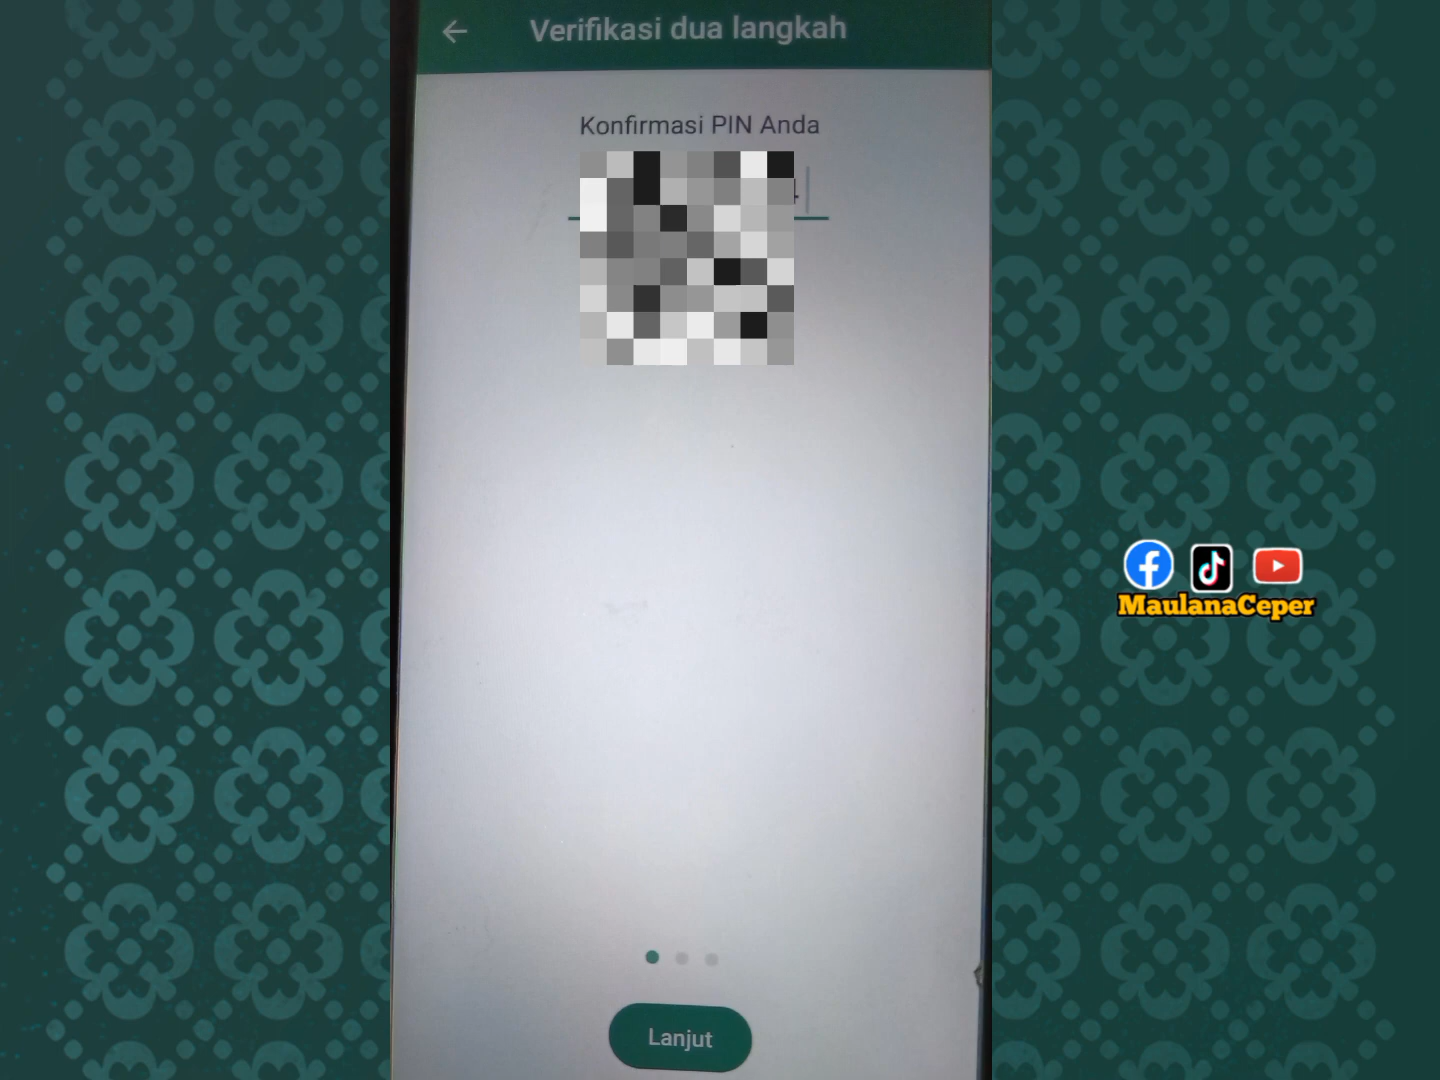 Verifikasi dua langkah
Konfirmasi PIN Anda
Lanjut
MaulanaCeper